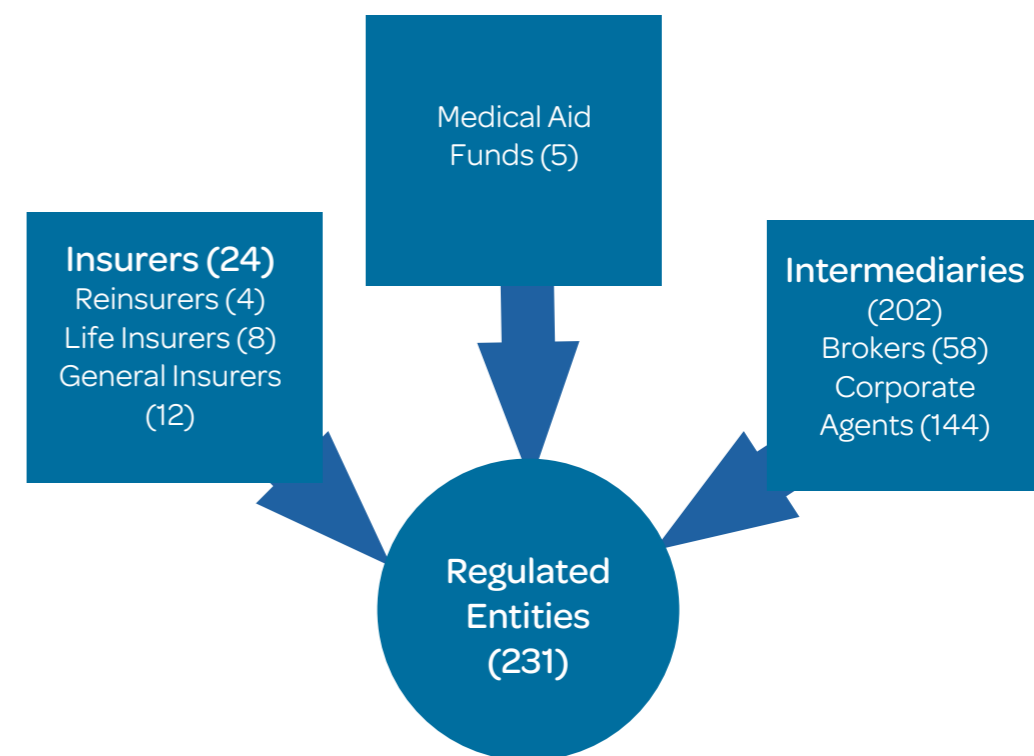 Medical Aid
Funds (5)
Insurers (24)
Reinsurers (4)
Life Insurers (8)
General Insurers
(12)
Intermediaries
(202)
Brokers (58)
Corporate
Agents (144)
Regulated
Entities
(231)